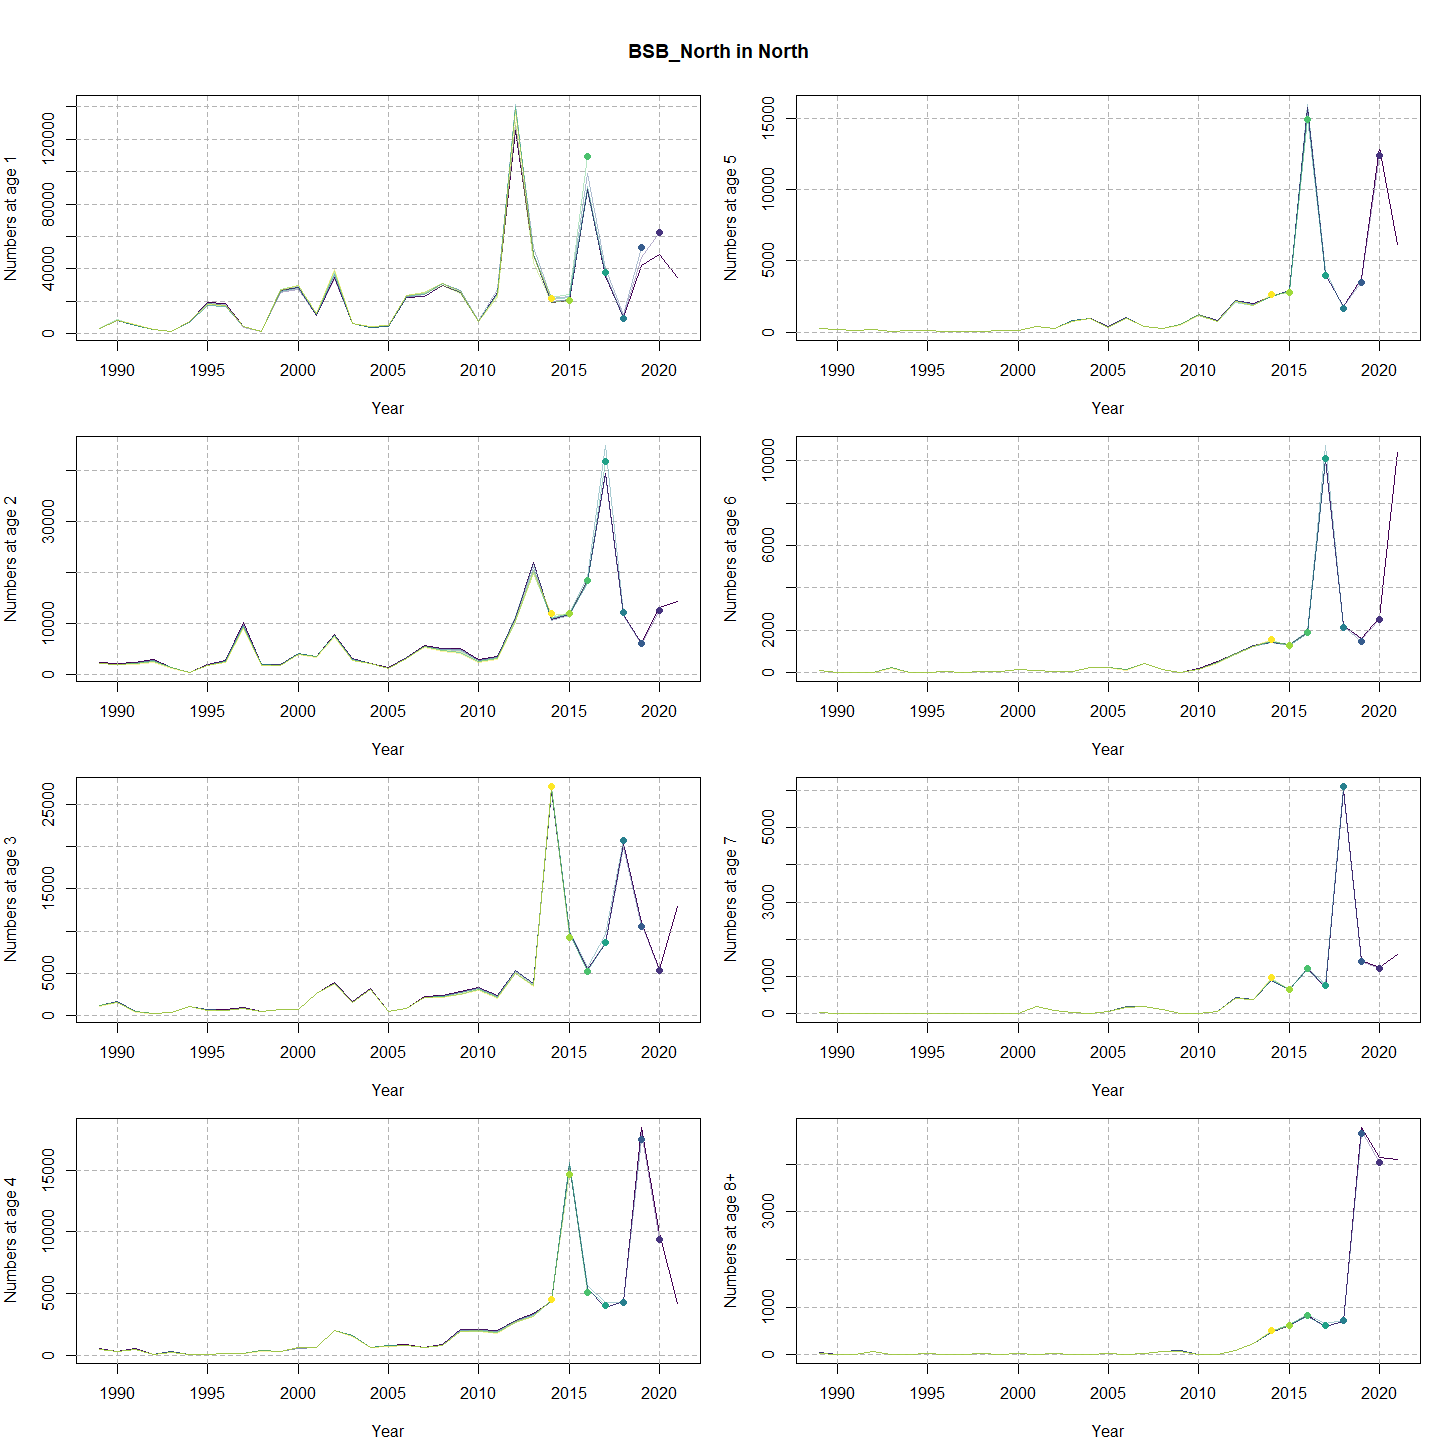 BSB_North in North
Numbers at age 1
0 40000 80000 120000
1990 1995 2000 2005 2010 2015 2020
Year
Numbers at age 5
0 5000 10000 15000
1990 1995 2000 2005 2010 2015 2020
Year
Numbers at age 2
0 10000 30000
1990 1995 2000 2005 2010 2015 2020
Year
Numbers at age 6
0 2000 6000 10000
1990 1995 2000 2005 2010 2015 2020
Year
Numbers at age 3
0 5000 15000 25000
1990 1995 2000 2005 2010 2015 2020
Year
Numbers at age 7
0 1000 3000 5000
1990 1995 2000 2005 2010 2015 2020
Year
Numbers at age 4
0 5000 10000 15000
1990 1995 2000 2005 2010 2015 2020
Year
Numbers at age 8+
0 1000 3000
1990 1995 2000 2005 2010 2015 2020
Year